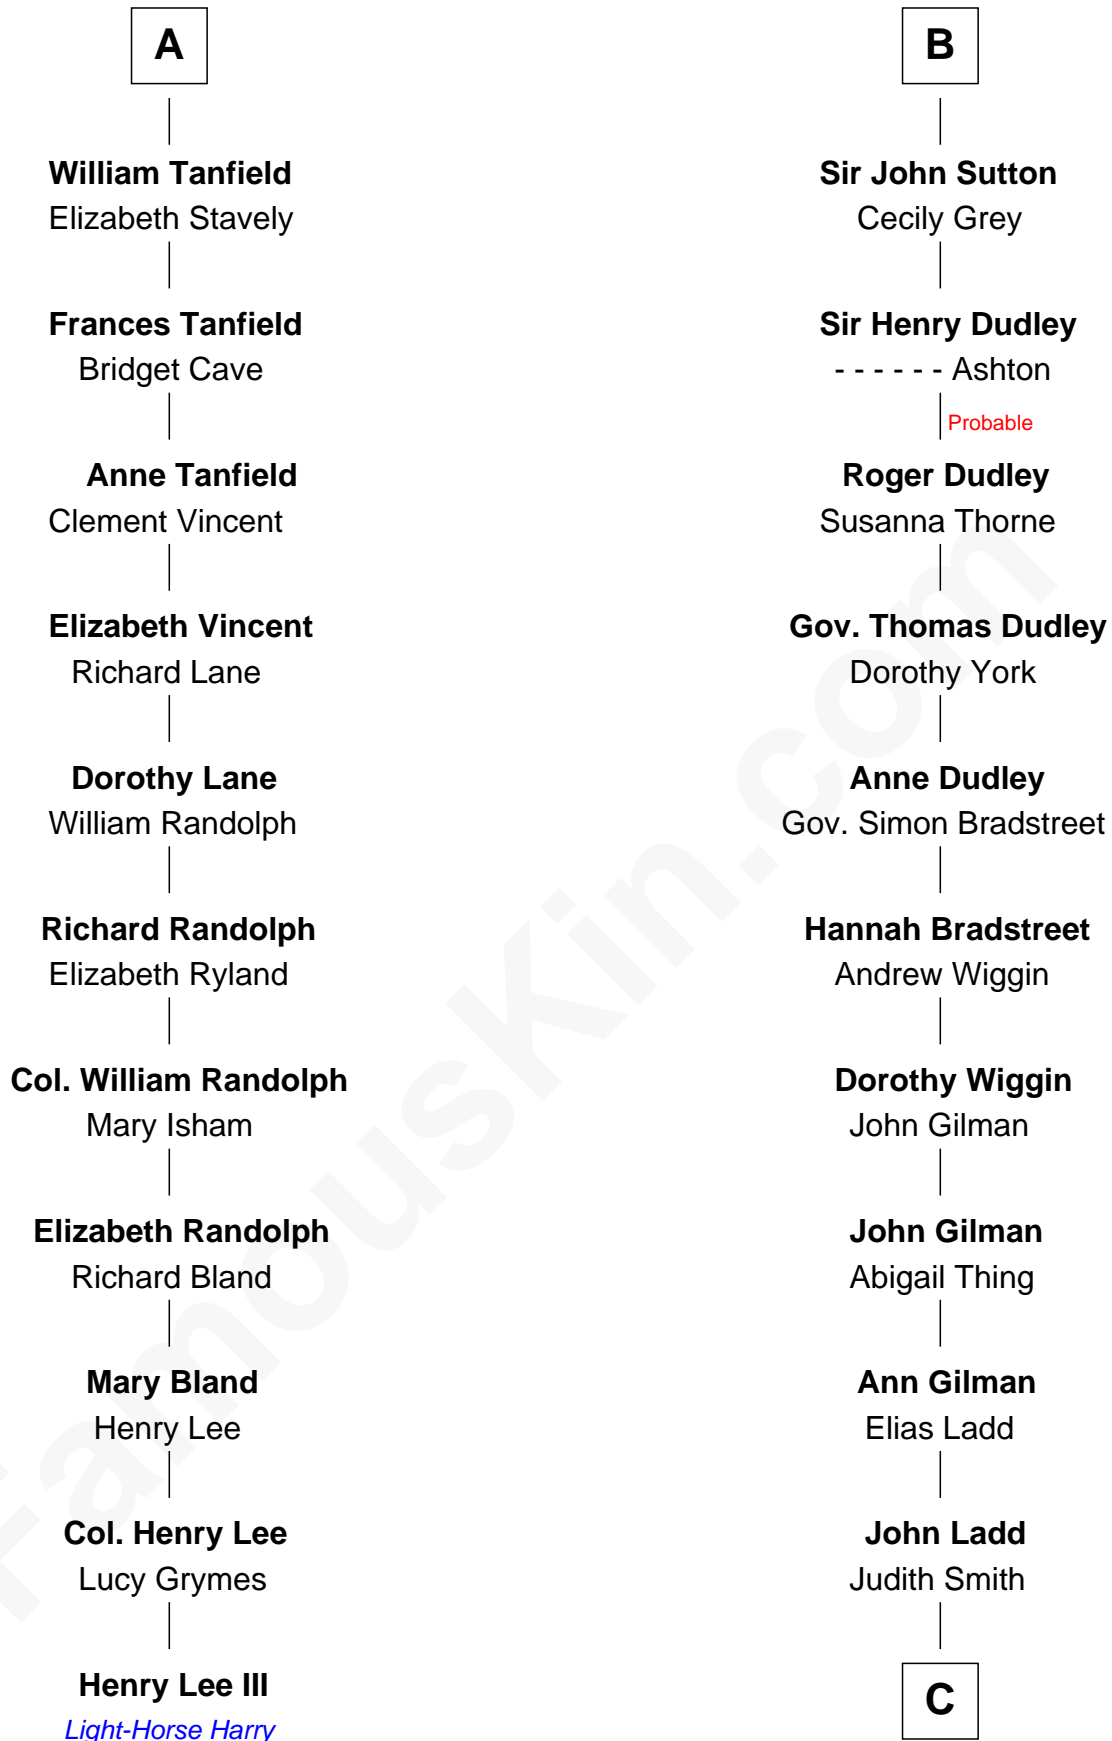 A
William Tanfield
Elizabeth Stavely
Frances Tanfield
Bridget Cave
Anne Tanfield
Clement Vincent
Elizabeth Vincent
Richard Lane
Dorothy Lane
William Randolph
Richard Randolph
Elizabeth Ryland
Col. William Randolph
Mary Isham
Elizabeth Randolph
Richard Bland
Mary Bland
Henry Lee
Col. Henry Lee
Lucy Grymes
Henry Lee III
Light-Horse Harry
B
Sir John Sutton
Cecily Grey
Sir Henry Dudley
- - - - - - Ashton
Probable
Roger Dudley
Susanna Thorne
Gov. Thomas Dudley
Dorothy York
Anne Dudley
Gov. Simon Bradstreet
Hannah Bradstreet
Andrew Wiggin
Dorothy Wiggin
John Gilman
John Gilman
Abigail Thing
Ann Gilman
Elias Ladd
John Ladd
Judith Smith
C
FamousKin.com